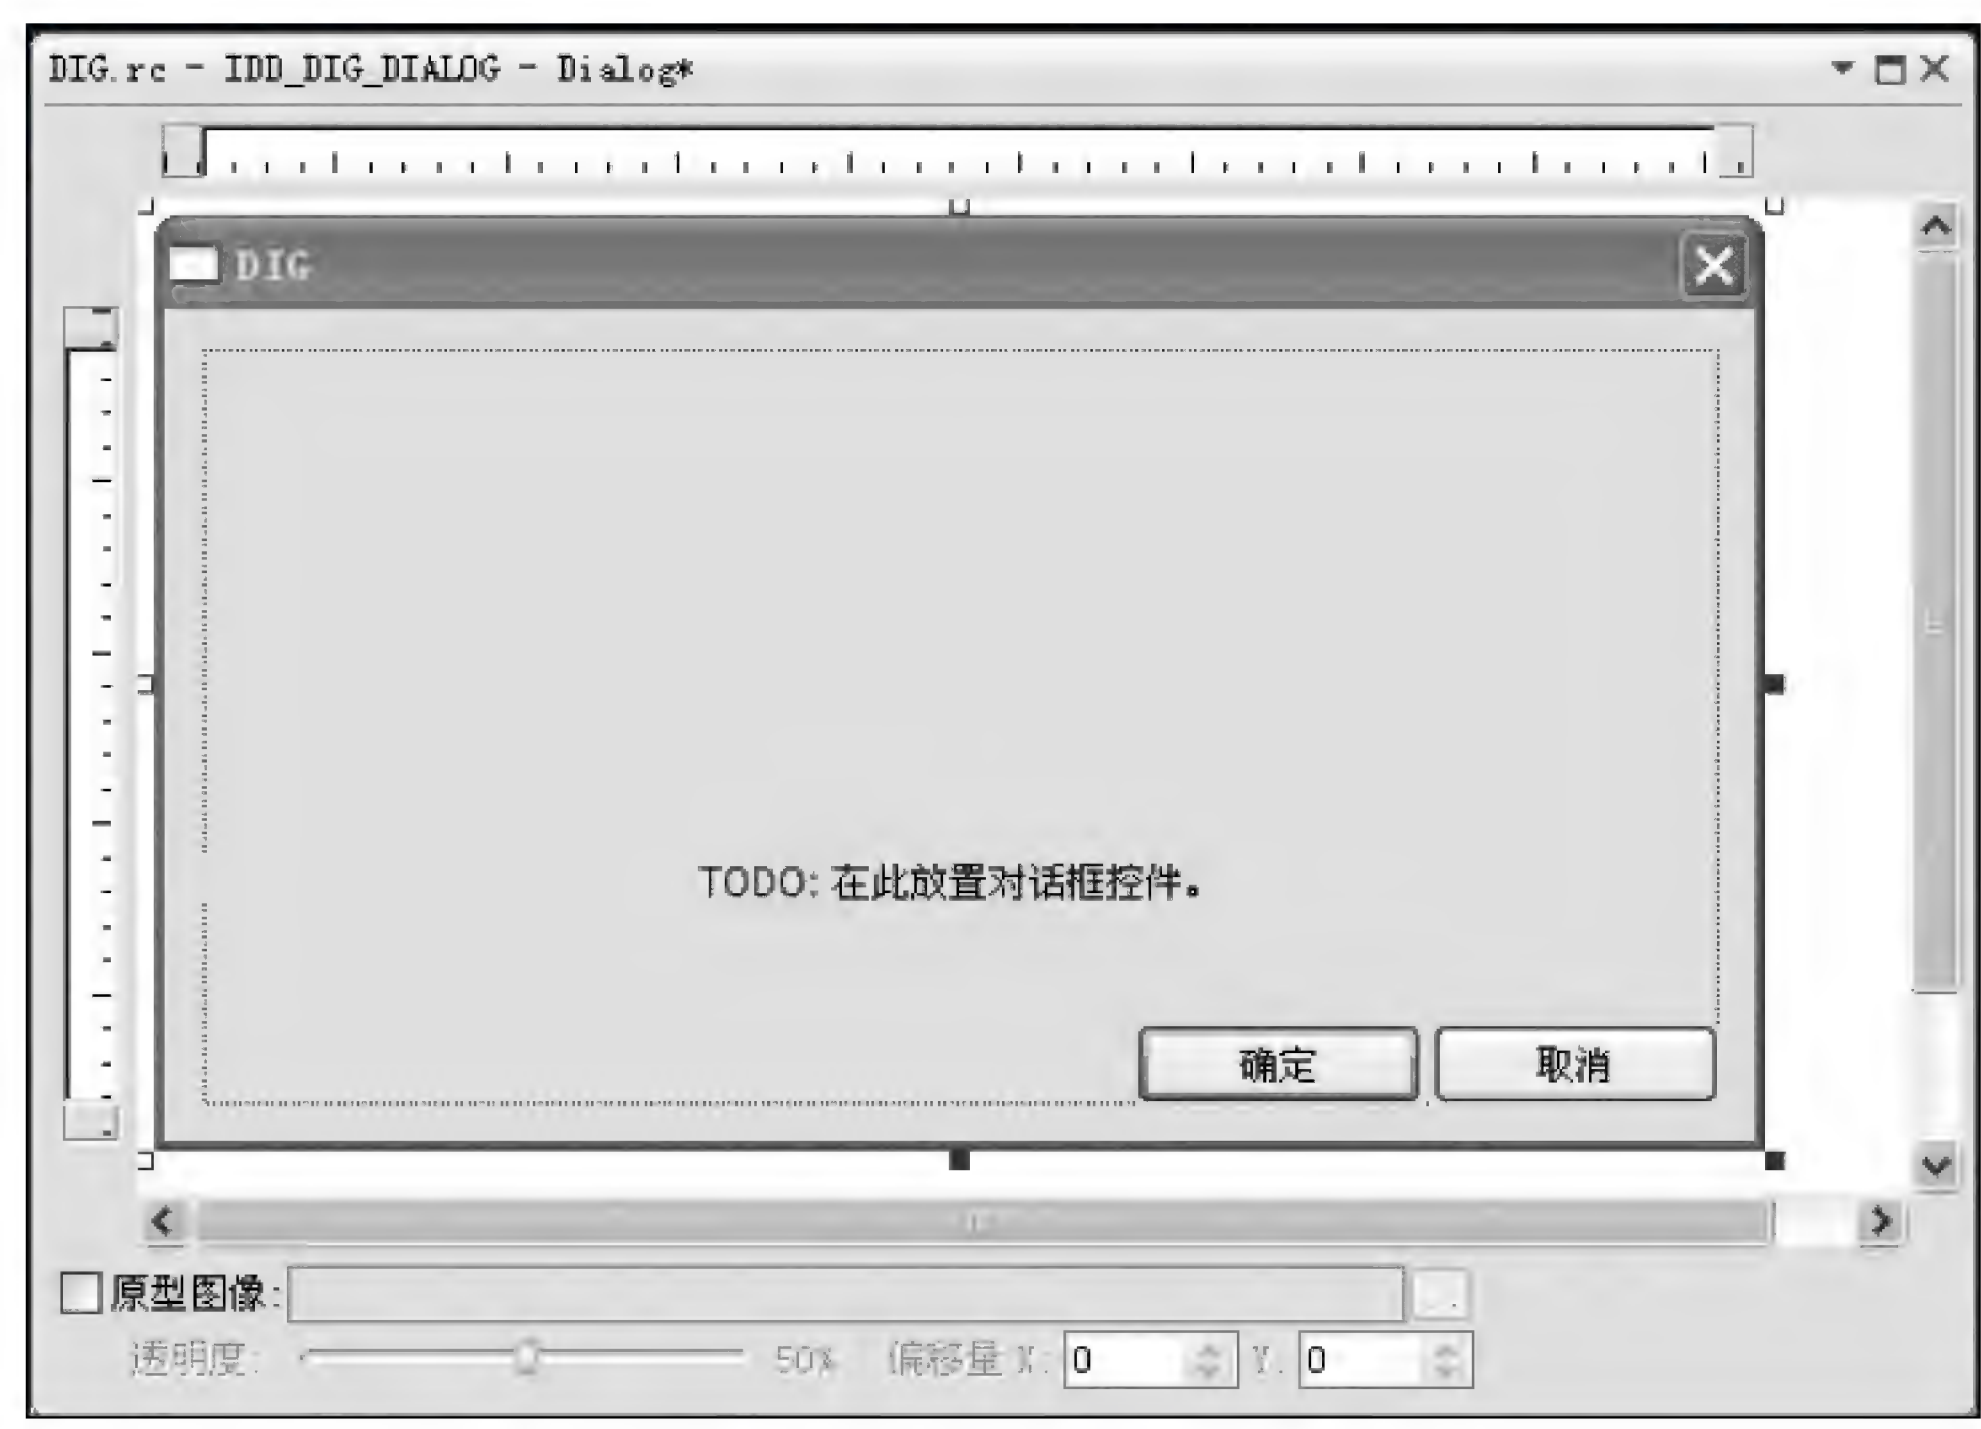 DIG.rc - IDD_DIG_DIALOG - Dialog*
DIG
TODO: 在此放置对话框控件。
确定 取消
原型图像:
透明度: 50% 偏移量 X: 0 Y: 0